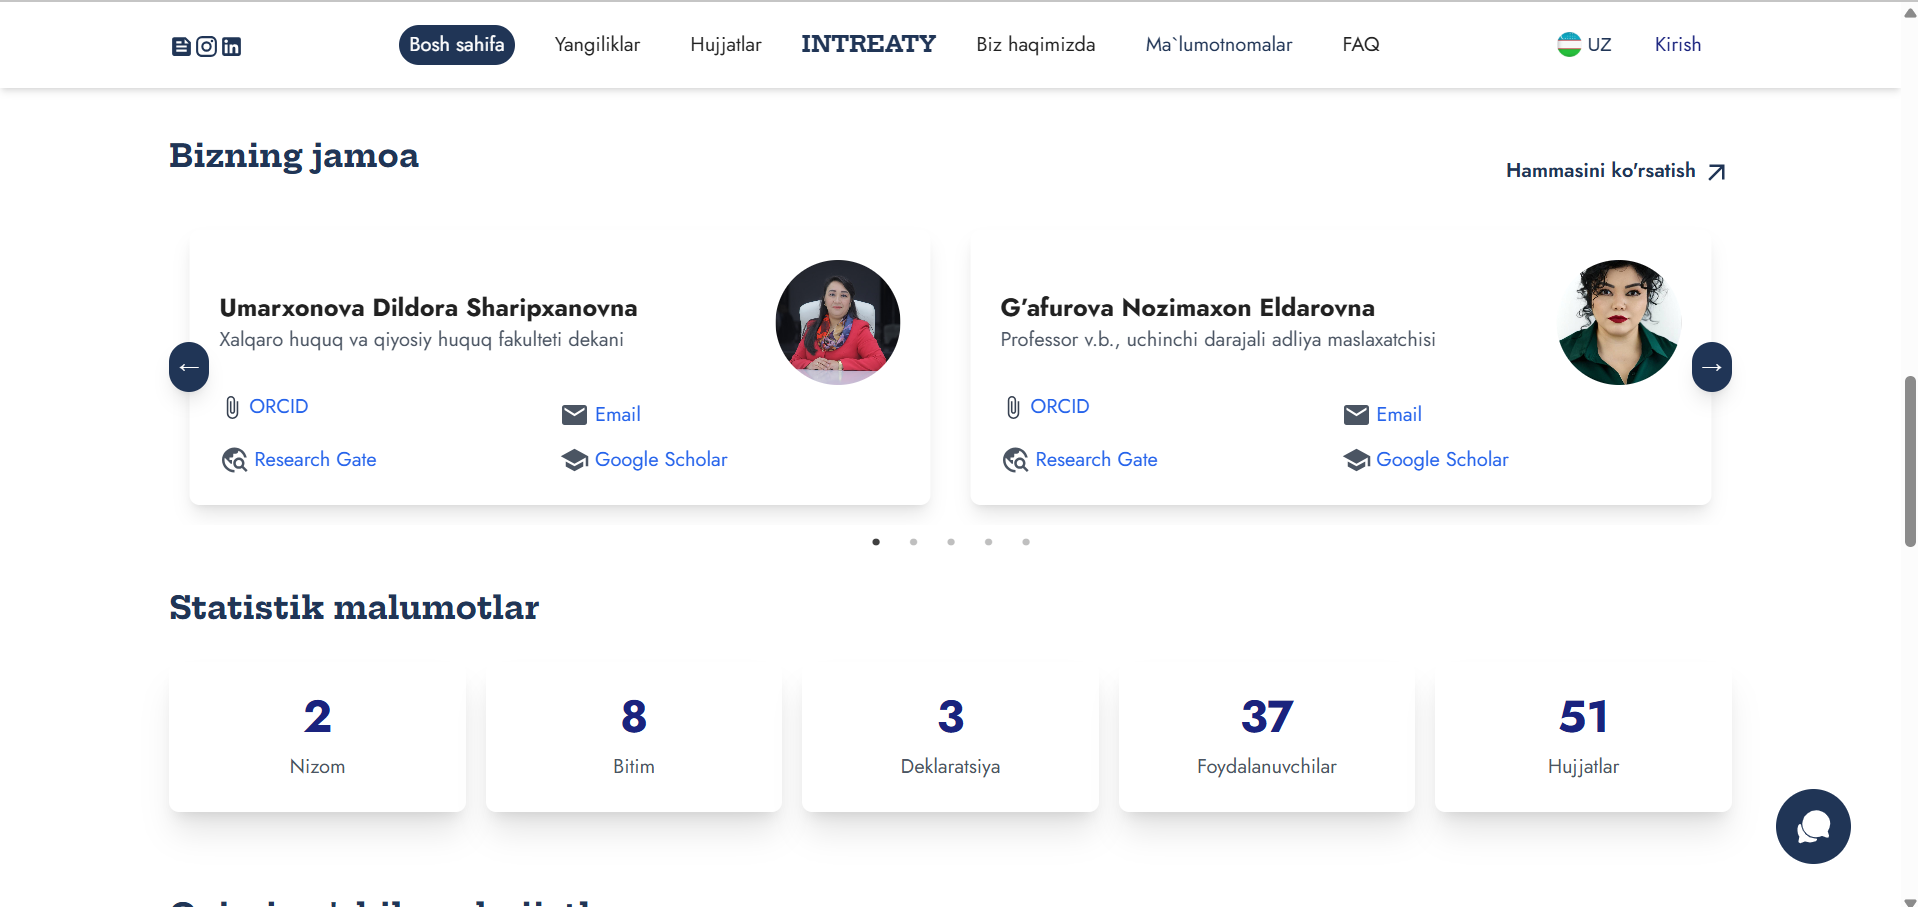 Bosh sahifa Yangiliklar Hujjatlar INTREATY Biz haqimizda Ma`lumotnomalar FAQ UZ Kirish
Bizning jamoa
Hammasini ko'rsatish
Umarxonova Dildora Sharipxanovna
Xalqaro huquq va qiyosiy huquq fakulteti dekani
ORCID
Email
Research Gate
Google Scholar
G’afurova Nozimaxon Eldarovna
Professor v.b., uchinchi darajali adliya maslaxatchisi
ORCID
Email
Research Gate
Google Scholar
Statistik malumotlar
2
Nizom
8
Bitim
3
Deklaratsiya
37
Foydalanuvchilar
51
Hujjatlar